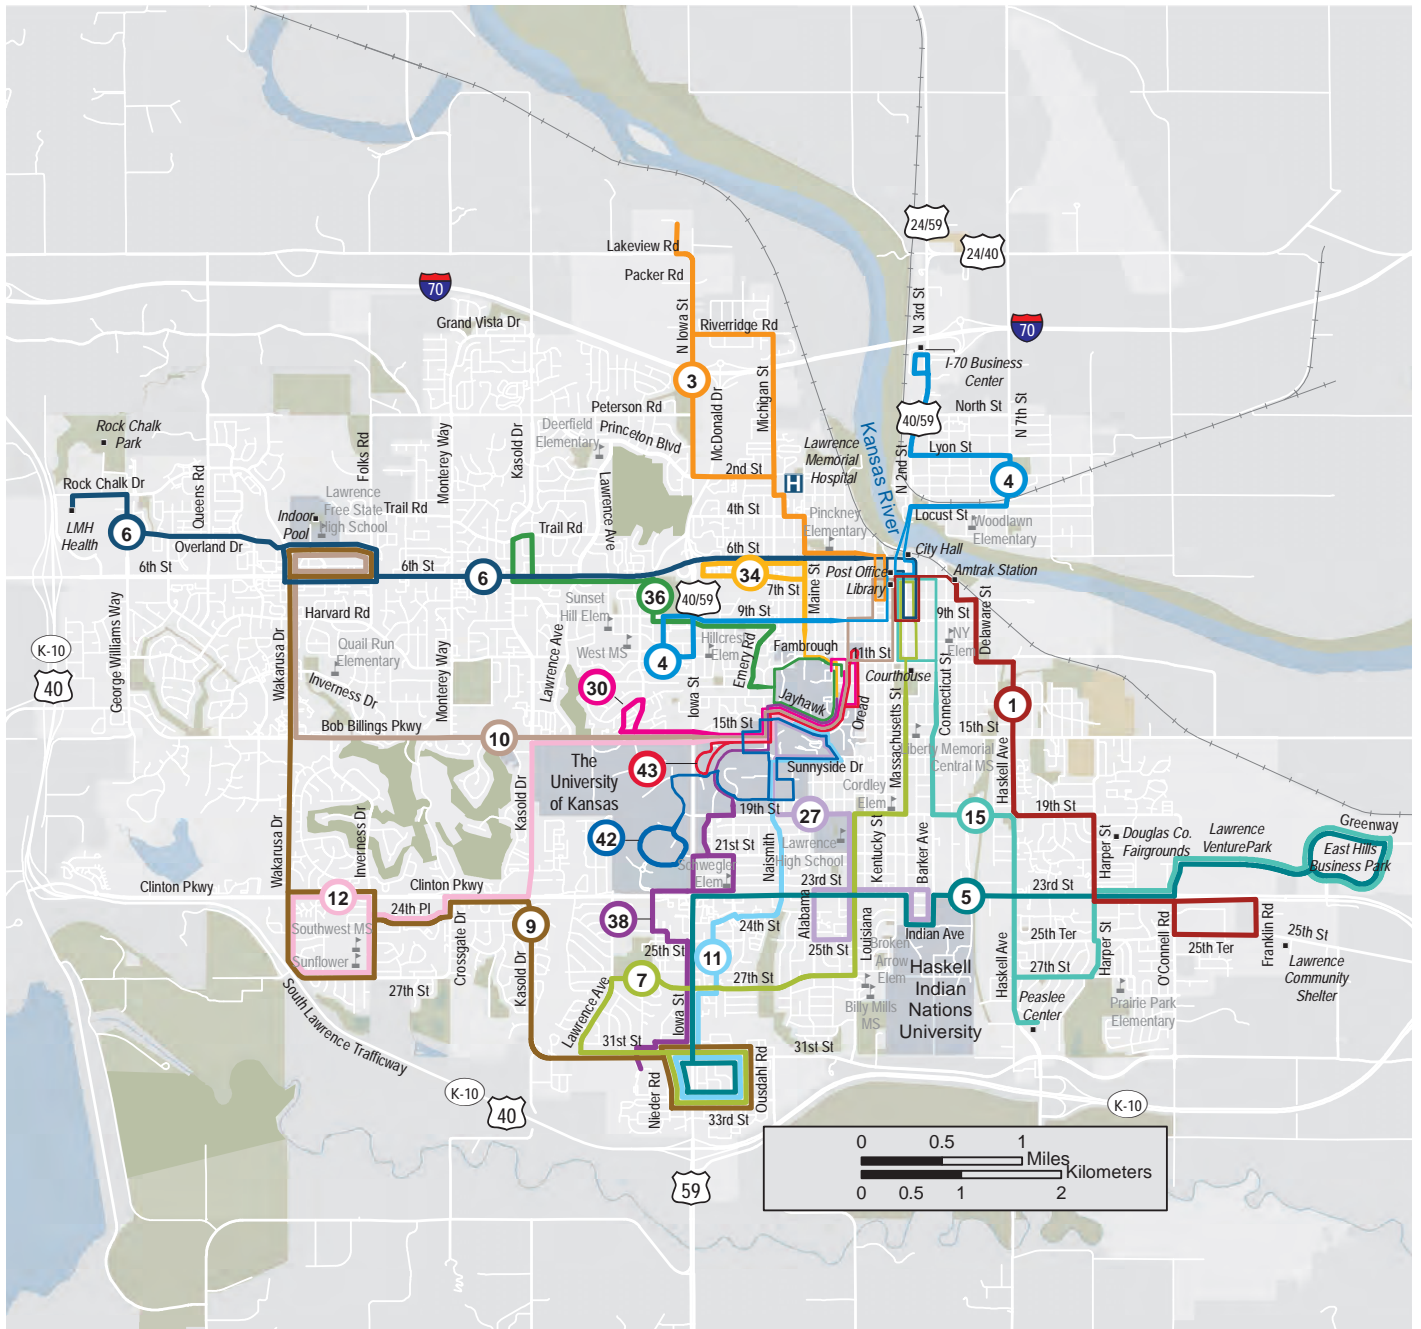 24/59
24/40
Lakeview Rd
Packer Rd
70
Grand Vista Dr
N Iowa St
Riverridge Rd
N 3rd St
70
I-70 Business
Center
3
Michigan St
McDonald Dr
Peterson Rd
Princeton Blvd
Deerfield
Elementary
40/59
North St
N 7th St
Lyon St
Rock Chalk
Park
Folks Rd
Monterey Way
Kasold Dr
Lawrence
Memorial
Hospital
Kansas River
N 2nd St
2nd St
H
4
Rock Chalk Dr
Queens Rd
Lawrence
Free State
High School
Trail Rd
Lawrence Ave
4th St
Locust St
Woodlawn
Elementary
LMH
Health
6
Indoor
Pool
Trail Rd
Pinckney
Elementary
Overland Dr
6th St
6th St
6
6th St
34
7th St
Maine St
City Hall
Post Office
Library
Amtrak Station
36
40/59
9th St
9th St
Delaware St
Harvard Rd
Sunset
Hill Elem
West MS
4
Hillcrest
Elem
Emery Rd
Fambrough
11th St
NY
Elem
K-10
40
George Williams Way
Wakarusa Dr
Quail Run
Elementary
Inverness Dr
Monterey Way
Lawrence Ave
30
Iowa St
Jayhawk
Oread
Courthouse
Massachusetts St
Connecticut St
1
Bob Billings Pkwy
10
15th St
15th St
The
University
of Kansas
43
Sunnyside Dr
Cordley
Elem
Liberty Memorial
Central MS
Haskell Ave
Kasold Dr
42
19th St
27
15
19th St
Wakarusa Dr
Inverness Dr
21st St
Schwegler
Elem
Naismith
Lawrence
High School
Kentucky St
Barker Ave
Harper St
Douglas Co.
Fairgrounds
Lawrence
VenturePark
Greenway
East Hills
Business Park
Clinton Pkwy
Clinton Pkwy
12
24th Pl
23rd St
5
23rd St
Southwest MS
Sunflower
Crossgate Dr
9
38
24th St
Alabama
Louisiana
Indian Ave
25th Ter
25th St
25th St
Broken
Arrow
Elem
Haskell
Indian
Nations
University
Haskell Ave
27th St
Harper St
O'Connell Rd
25th Ter
Franklin Rd
25th St
Lawrence
Community
Shelter
11
7
27th St
27th St
Kasold Dr
Lawrence Ave
Iowa St
Billy Mills
MS
Peaslee
Center
Prairie Park
Elementary
South Lawrence Trafficway
31st St
31st St
Nieder Rd
Ousdahl Rd
33rd St
K-10
40
K-10
59
0 0.5 1
Miles
Kilometers
0 0.5 1 2